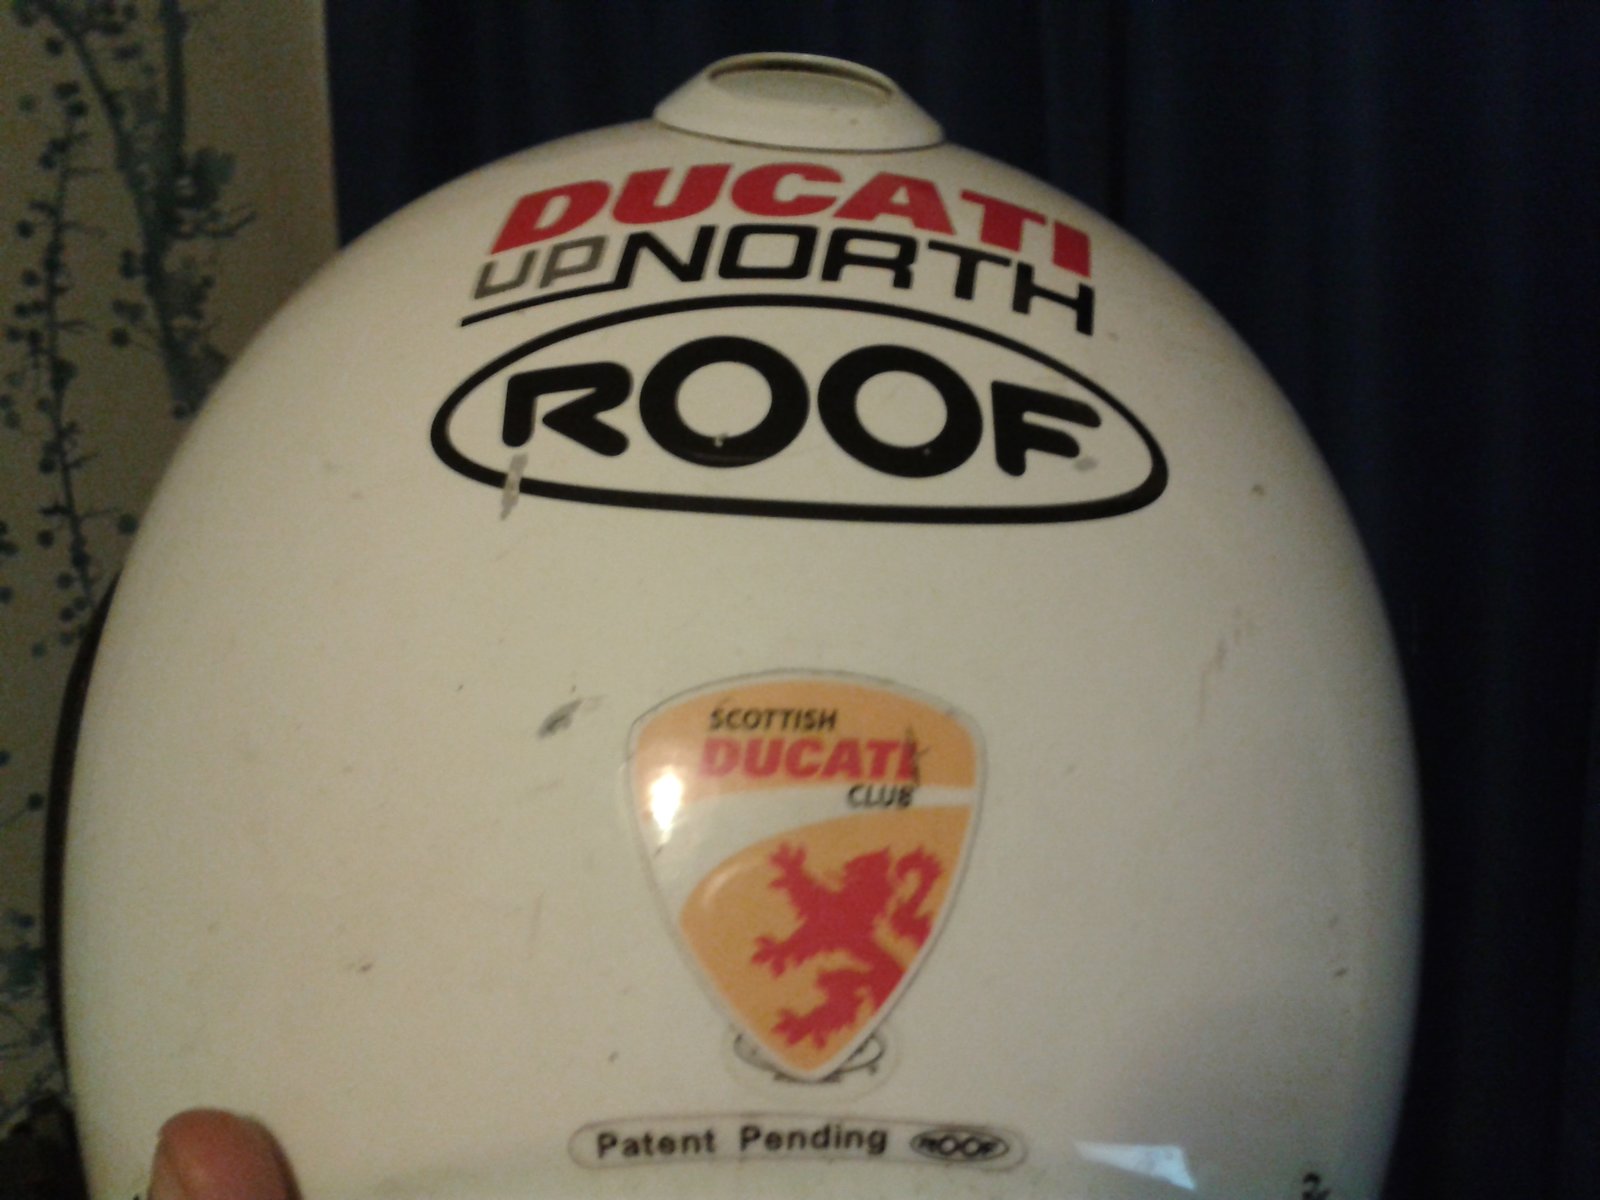 DUCATI
UPNORTH
ROOF
SCOTTISH
DUCATI
CLUB
Patent Pending ROOF